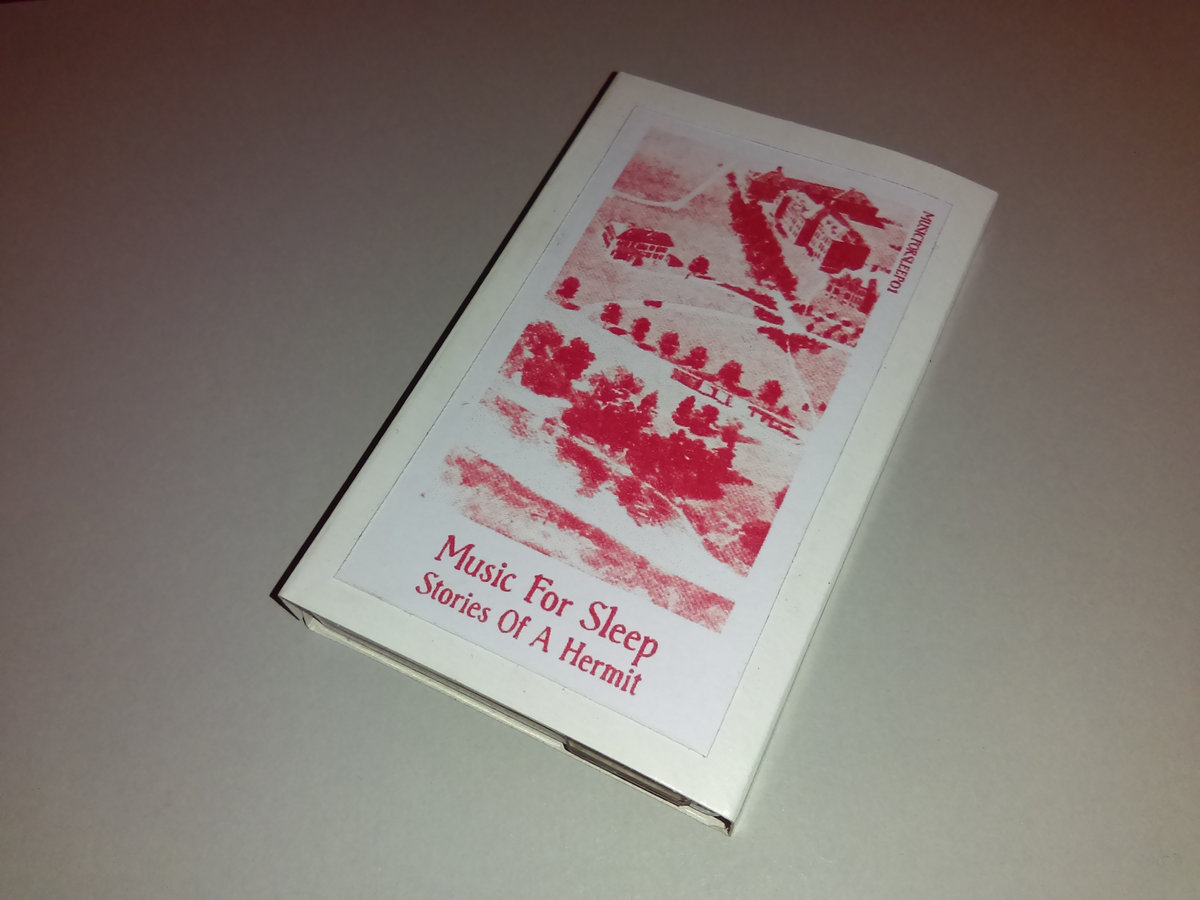 MUSICFORSLEEP01
Music For Sleep
Stories Of A Hermit